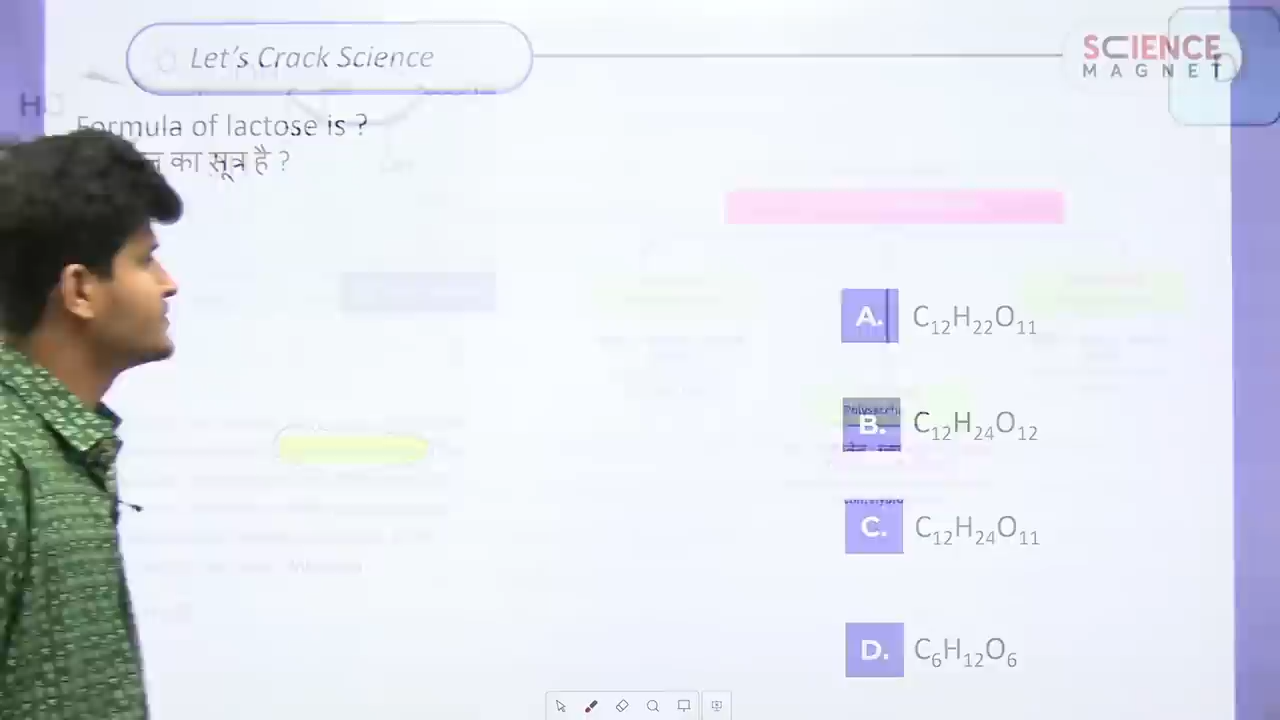 Let's Crack Science
SCIENCE
MAGNET
Formula of lactose is ?
का सूत्र है ?
A. C₁₂H₂₂O₁₁
B. C₁₂H₂₄O₁₂
C. C₁₂H₂₄O₁₁
D. C₆H₁₂O₆